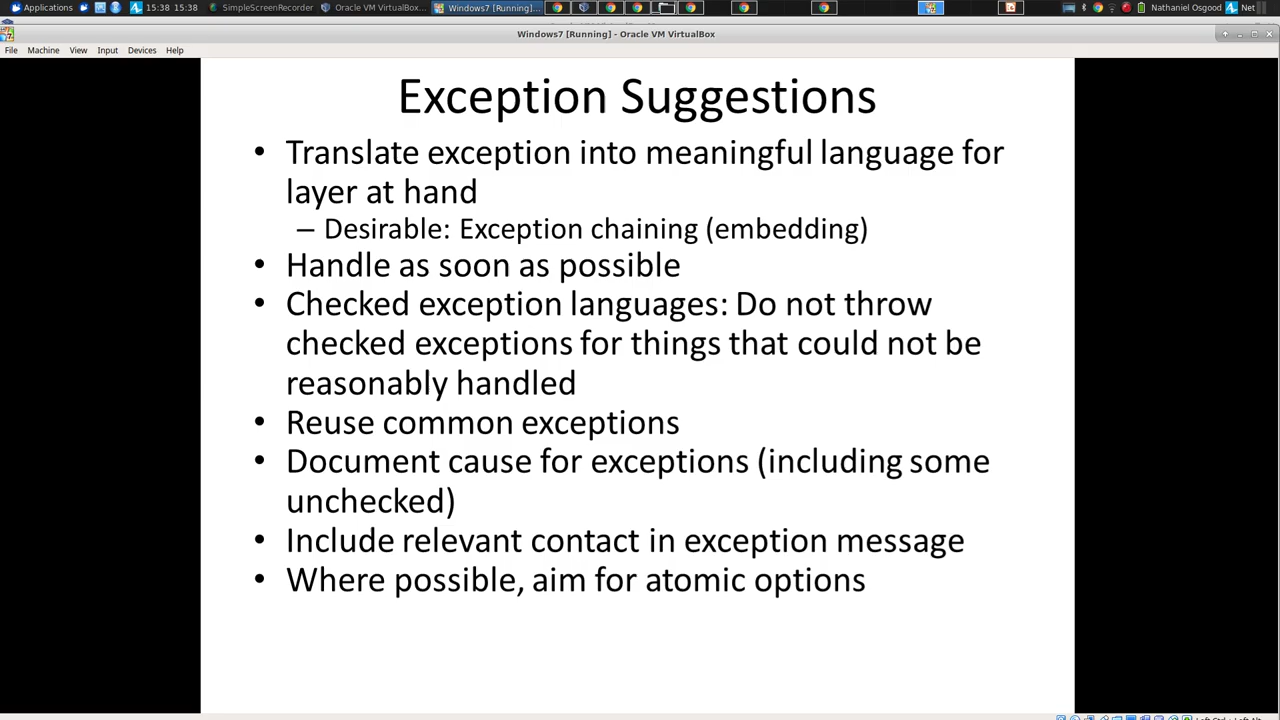 Applications
15:38 15:38
SimpleScreenRecorder
Oracle VM VirtualBox...
Windows7 [Running]...
Nathaniel Osgood
Net
Windows7 [Running] - Oracle VM VirtualBox
File Machine View Input Devices Help
Exception Suggestions
• Translate exception into meaningful language for
layer at hand
– Desirable: Exception chaining (embedding)
• Handle as soon as possible
• Checked exception languages: Do not throw
checked exceptions for things that could not be
reasonably handled
• Reuse common exceptions
• Document cause for exceptions (including some
unchecked)
• Include relevant contact in exception message
• Where possible, aim for atomic options